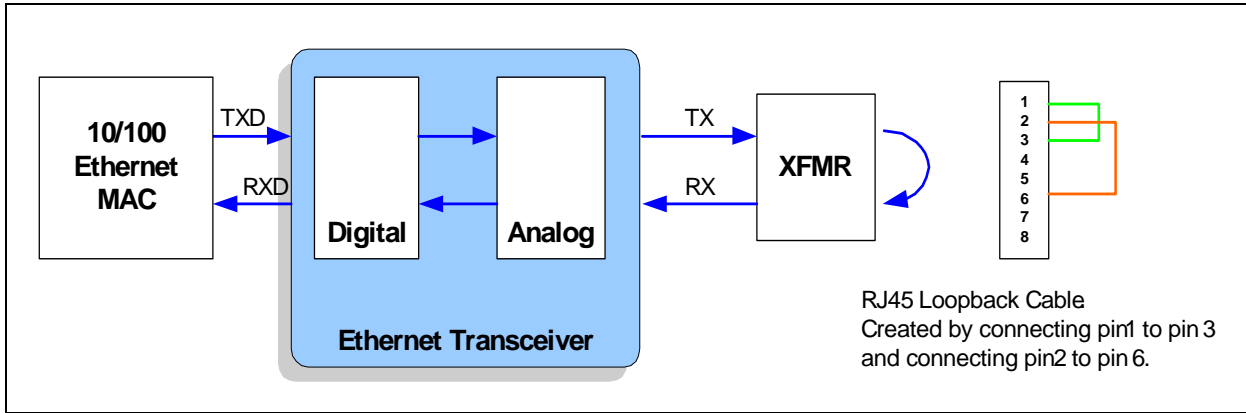 10/100
Ethernet
MAC
TXD
RXD
Digital
Analog
Ethernet Transceiver
TX
RX
XFMR
1
2
3
4
5
6
7
8
RJ45 Loopback Cable.
Created by connecting pin1 to pin 3
and connecting pin2 to pin 6.